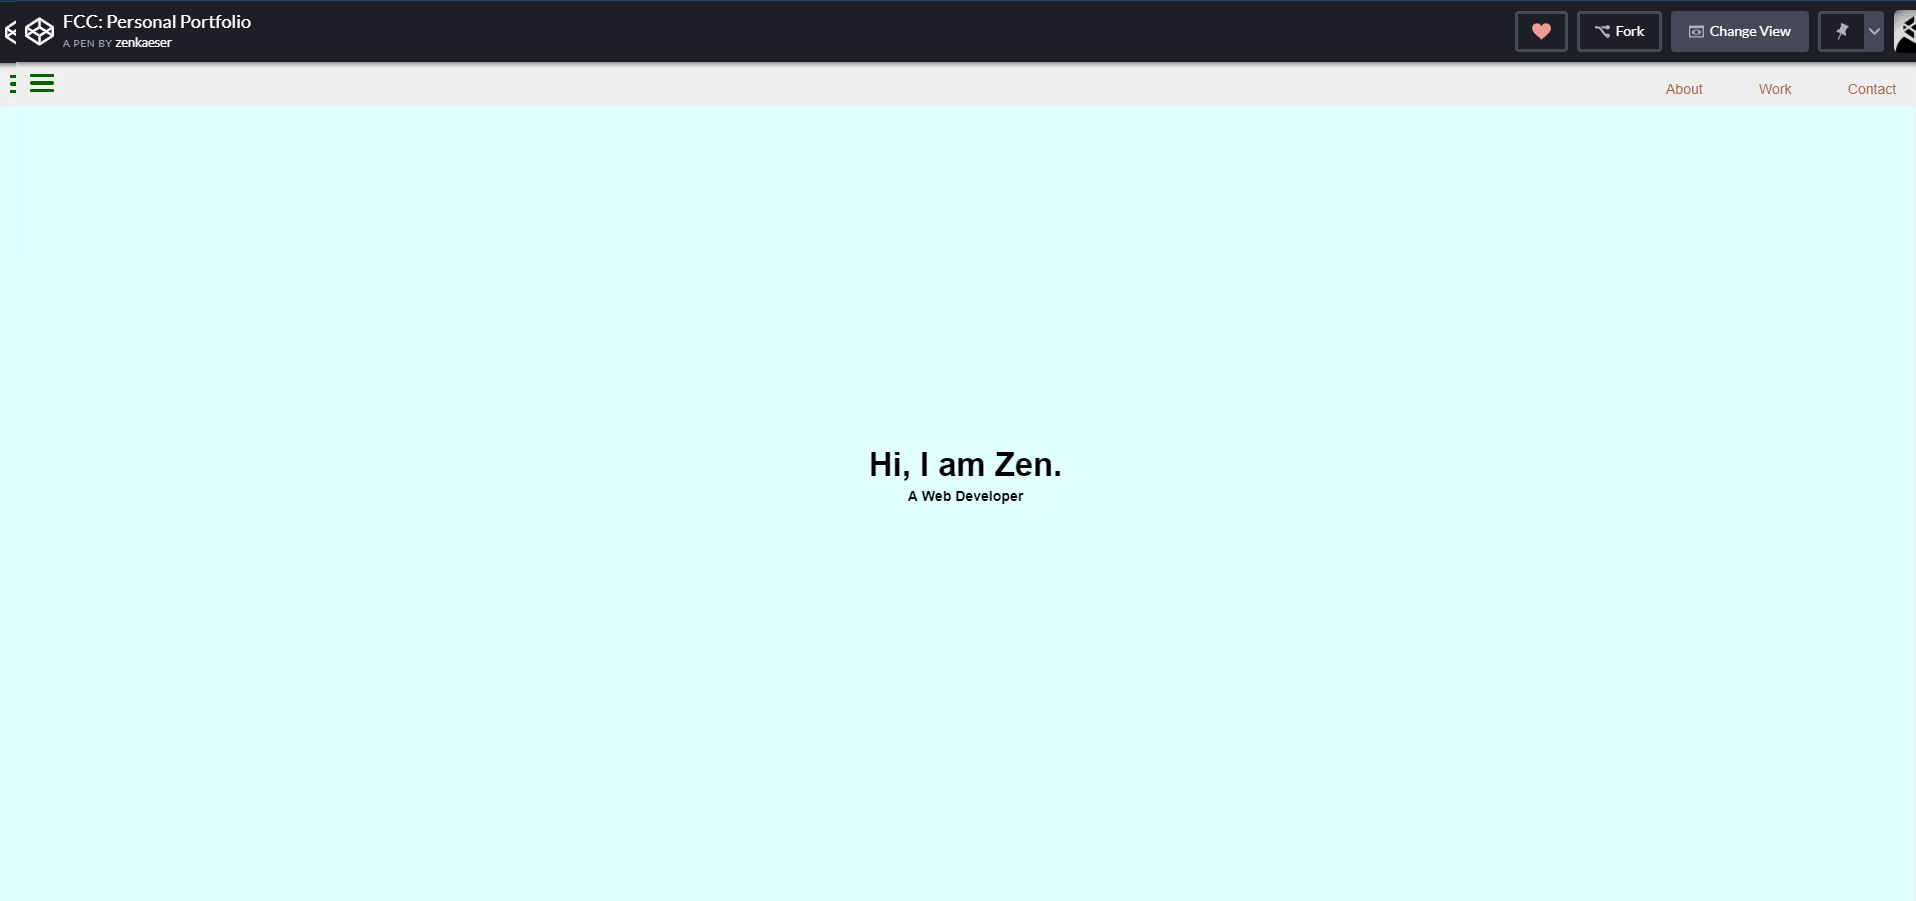 FCC: Personal Portfolio
A PEN BY zenkaeser
Fork
Change View
About
Work
Contact
Hi, I am Zen.
A Web Developer